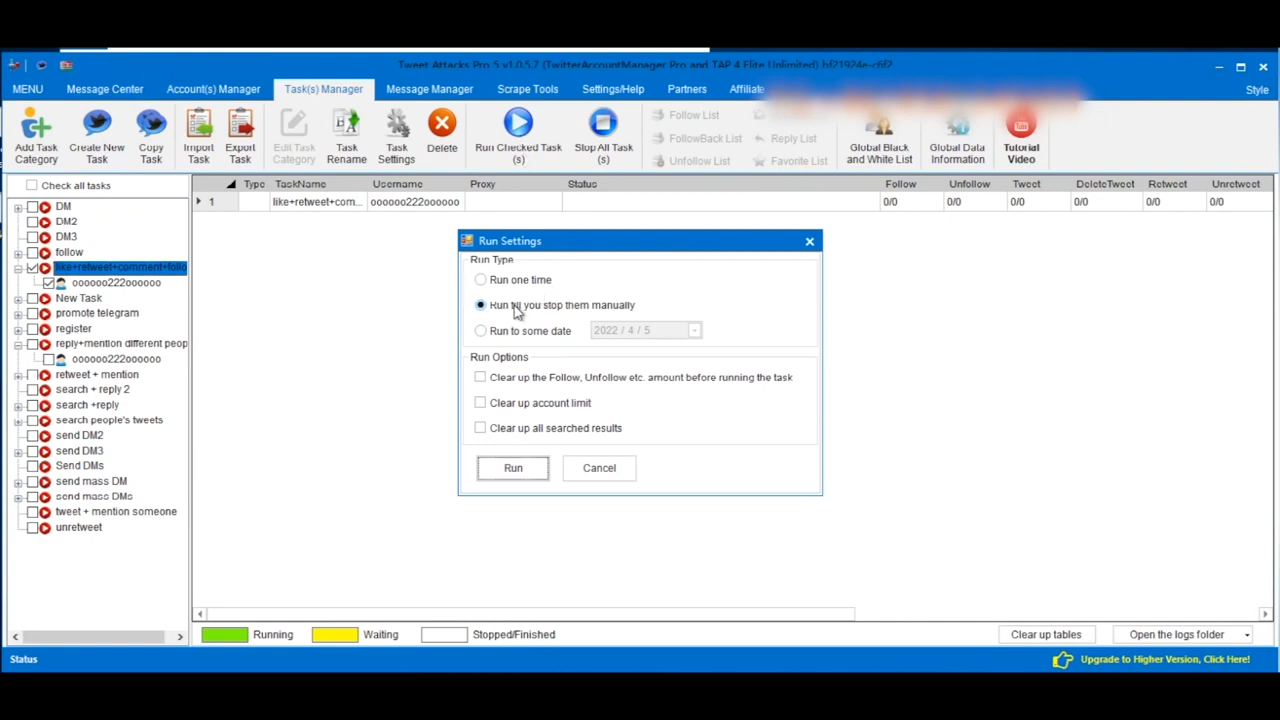 Tweet Attacks Pro 5 v1.0.5.7 (TwitterAccountManager Pro and TAP 4 Elite Unlimited) bf21924e-c6f2
MENU Message Center Account(s) Manager Task(s) Manager Message Manager Scrape Tools Settings/Help Partners Affiliate Style
Add Task Category
Create New Task
Copy Task
Import Task
Export Task
Edit Task Category
Task Rename
Task Settings
Delete
Run Checked Task (s)
Stop All Task (s)
Follow List
FollowBack List
Unfollow List
Reply List
Favorite List
Global Black and White List
Global Data Information
Tutorial Video
Check all tasks
DM
DM2
DM3
follow
like+retweet+comment+follo
oooooo222oooooo
New Task
promote telegram
register
reply+mention different peop
oooooo222oooooo
retweet + mention
search + reply 2
search +reply
search people's tweets
send DM2
send DM3
Send DMs
send mass DM
send mass DMs
tweet + mention someone
unretweet
Type TaskName Username Proxy Status Follow Unfollow Tweet DeleteTweet Retweet Unretweet
1 like+retweet+com... oooooo222oooooo 0/0 0/0 0/0 0/0 0/0 0/0
Run Settings
Run Type
Run one time
Run till you stop them manually
Run to some date 2022 / 4 / 5
Run Options
Clear up the Follow, Unfollow etc. amount before running the task
Clear up account limit
Clear up all searched results
Run Cancel
Running Waiting Stopped/Finished Clear up tables Open the logs folder
Status Upgrade to Higher Version, Click Here!